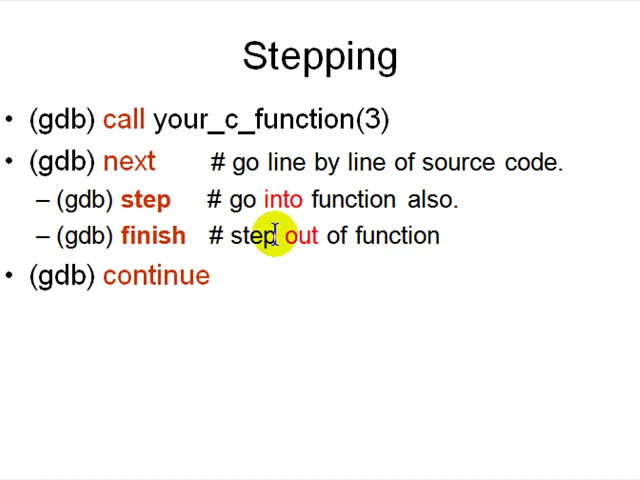 Stepping
• (gdb) call your_c_function(3)
• (gdb) next # go line by line of source code.
– (gdb) step # go into function also.
– (gdb) finish # step out of function
• (gdb) continue